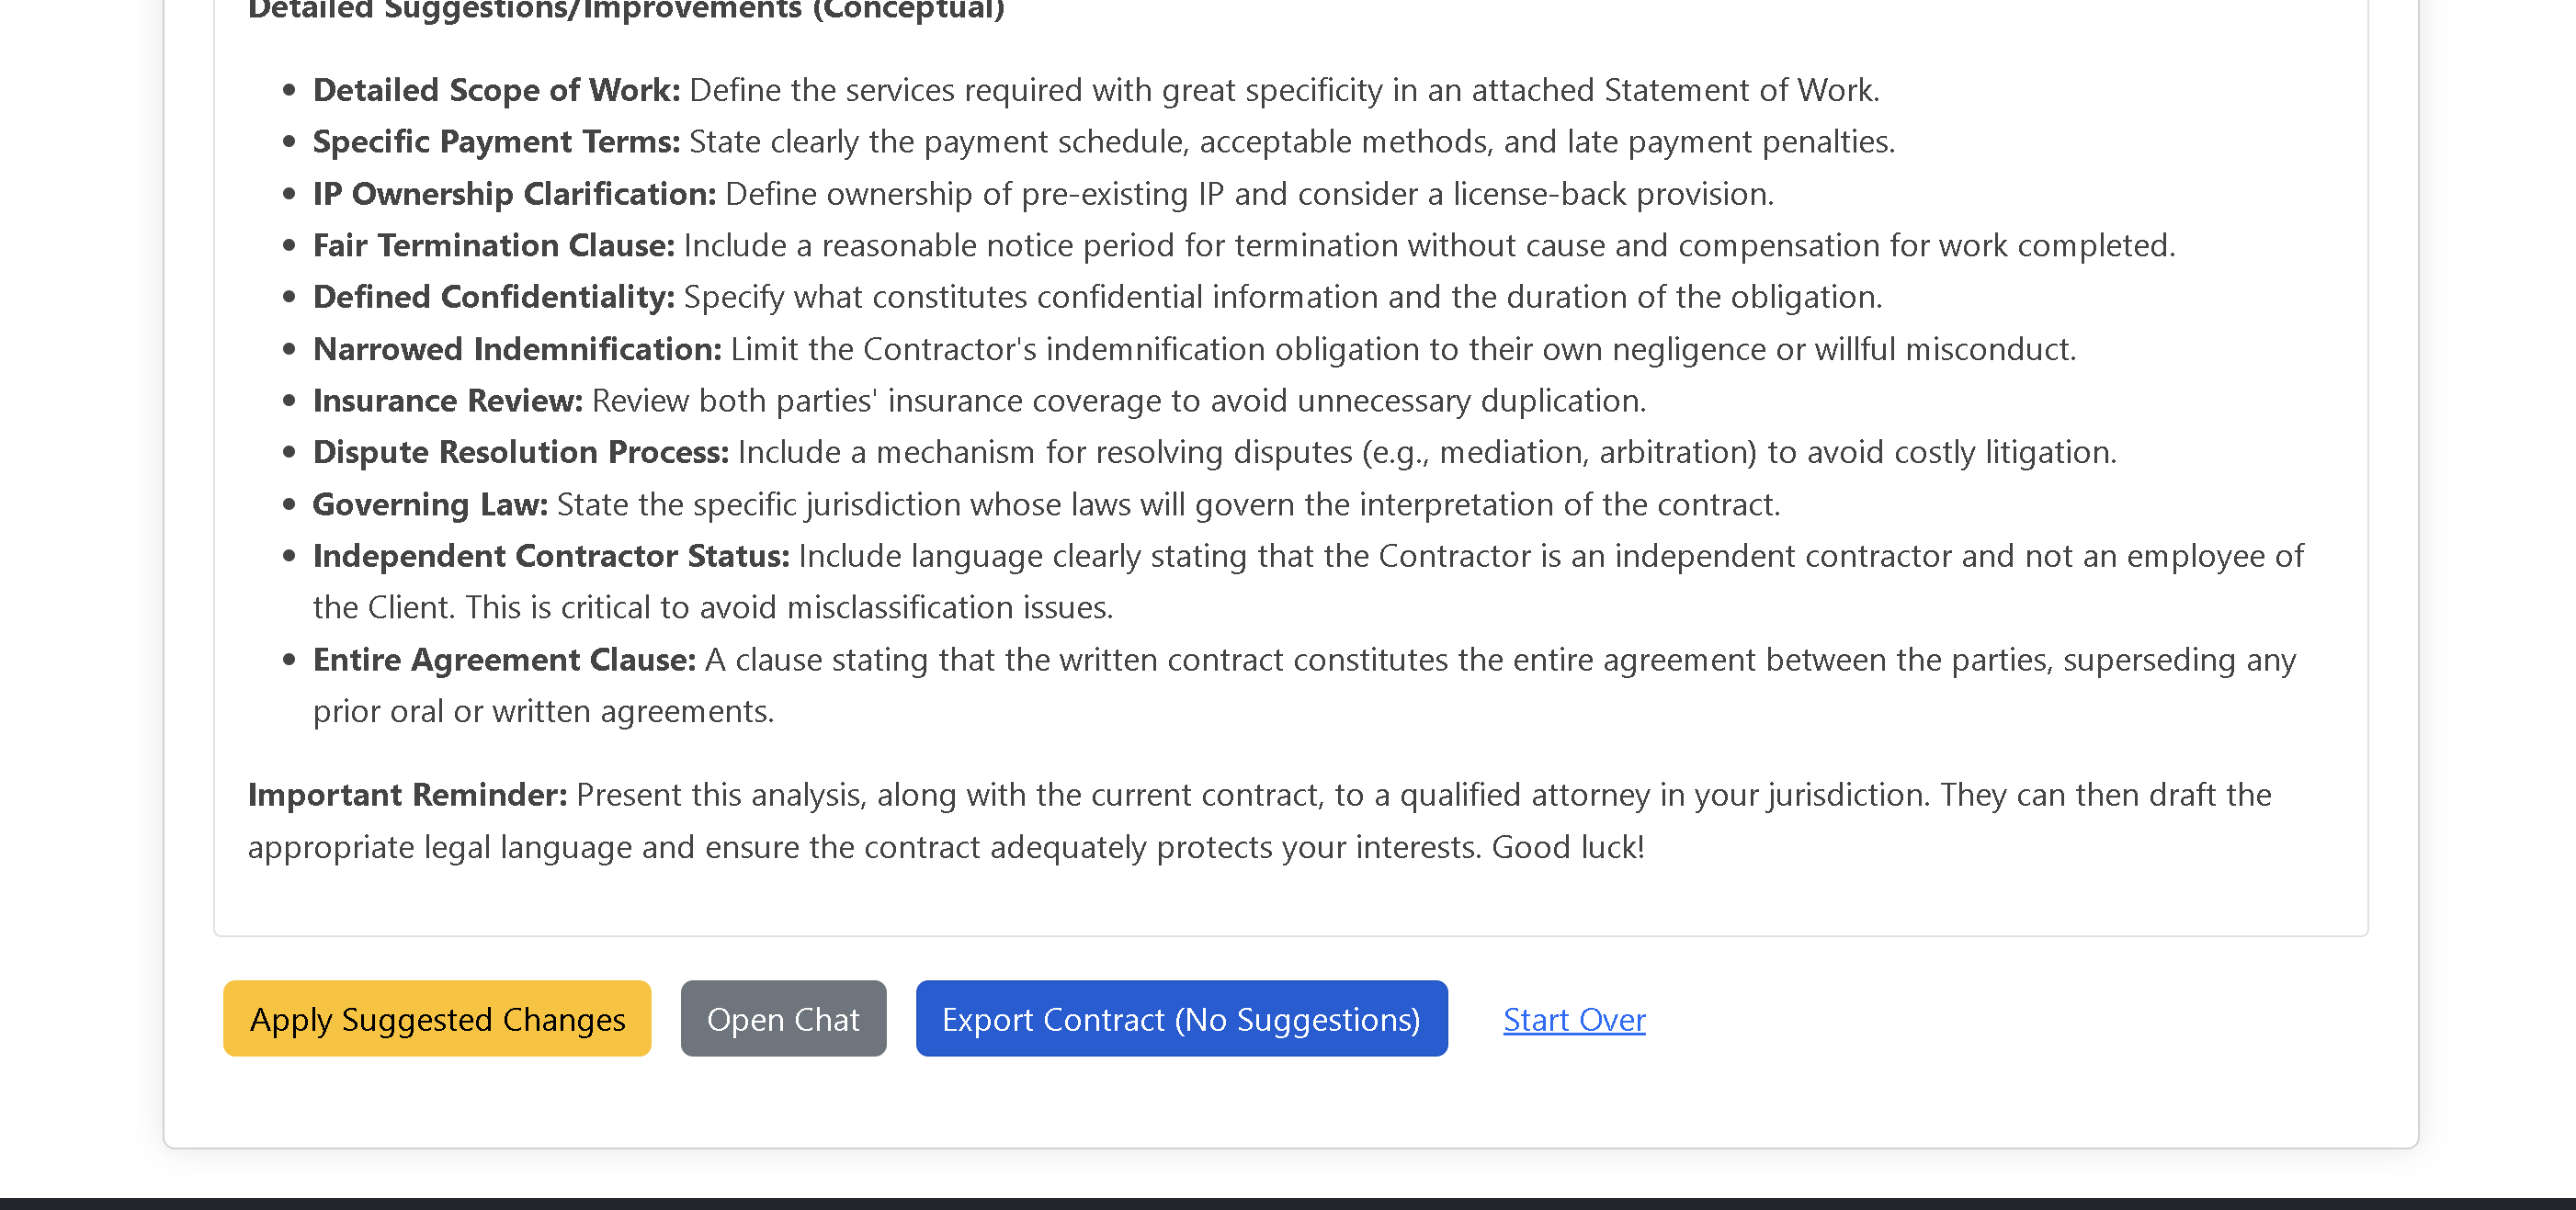 Detailed Suggestions/Improvements (Conceptual)
• Detailed Scope of Work: Define the services required with great specificity in an attached Statement of Work.
• Specific Payment Terms: State clearly the payment schedule, acceptable methods, and late payment penalties.
• IP Ownership Clarification: Define ownership of pre-existing IP and consider a license-back provision.
• Fair Termination Clause: Include a reasonable notice period for termination without cause and compensation for work completed.
• Defined Confidentiality: Specify what constitutes confidential information and the duration of the obligation.
• Narrowed Indemnification: Limit the Contractor's indemnification obligation to their own negligence or willful misconduct.
• Insurance Review: Review both parties' insurance coverage to avoid unnecessary duplication.
• Dispute Resolution Process: Include a mechanism for resolving disputes (e.g., mediation, arbitration) to avoid costly litigation.
• Governing Law: State the specific jurisdiction whose laws will govern the interpretation of the contract.
• Independent Contractor Status: Include language clearly stating that the Contractor is an independent contractor and not an employee of
the Client. This is critical to avoid misclassification issues.
• Entire Agreement Clause: A clause stating that the written contract constitutes the entire agreement between the parties, superseding any
prior oral or written agreements.
Important Reminder: Present this analysis, along with the current contract, to a qualified attorney in your jurisdiction. They can then draft the
appropriate legal language and ensure the contract adequately protects your interests. Good luck!
Apply Suggested Changes
Open Chat
Export Contract (No Suggestions)
Start Over